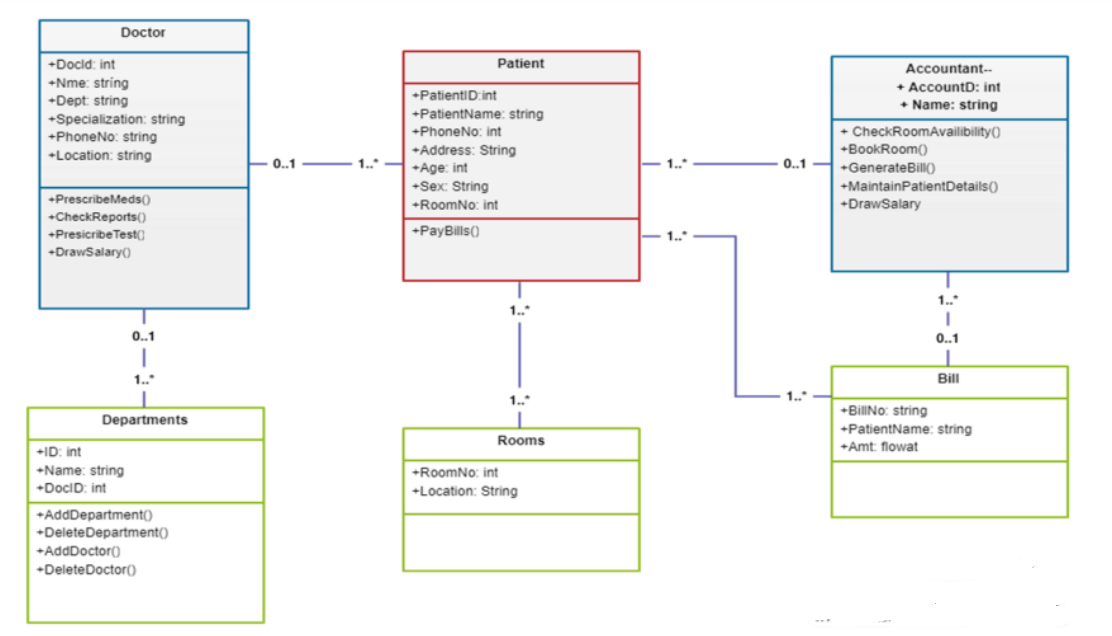 Doctor
+DocId: int
+Nme: string
+Dept: string
+Specialization: string
+PhoneNo: string
+Location: string
+PrescribeMeds()
+CheckReports()
+PresicribeTest()
+DrawSalary()
0..1
1..*
Patient
+PatientID:int
+PatientName: string
+PhoneNo: int
+Address: String
+Age: int
+Sex: String
+RoomNo: int
+PayBills()
1..*
0..1
Accountant--
+ AccountD: int
+ Name: string
+ CheckRoomAvailibility()
+BookRoom()
+GenerateBill()
+MaintainPatientDetails()
+DrawSalary
1..*
1..*
0..1
1..*
1..*
1..*
0..1
1..*
1..*
Departments
+ID: int
+Name: string
+DocID: int
+AddDepartment()
+DeleteDepartment()
+AddDoctor()
+DeleteDoctor()
Rooms
+RoomNo: int
+Location: String
Bill
+BillNo: string
+PatientName: string
+Amt: flowat